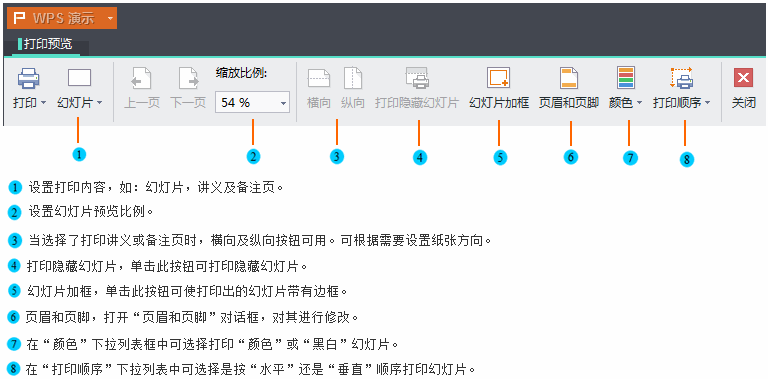 WPS 演示
打印预览
缩放比例:
打印 幻灯片 上一页 下一页 54 % 横向 纵向 打印隐藏幻灯片 幻灯片加框 页眉和页脚 颜色 打印顺序 关闭
1 2 3 4 5 6 7 8
1 设置打印内容，如：幻灯片，讲义及备注页。
2 设置幻灯片预览比例。
3 当选择了打印讲义或备注页时，横向及纵向按钮可用。可根据需要设置纸张方向。
4 打印隐藏幻灯片，单击此按钮可打印隐藏幻灯片。
5 幻灯片加框，单击此按钮可使打印出的幻灯片带有边框。
6 页眉和页脚，打开“页眉和页脚”对话框，对其进行修改。
7 在“颜色”下拉列表框中可选择打印“颜色”或“黑白”幻灯片。
8 在“打印顺序”下拉列表中可选择是按“水平”还是“垂直”顺序打印幻灯片。